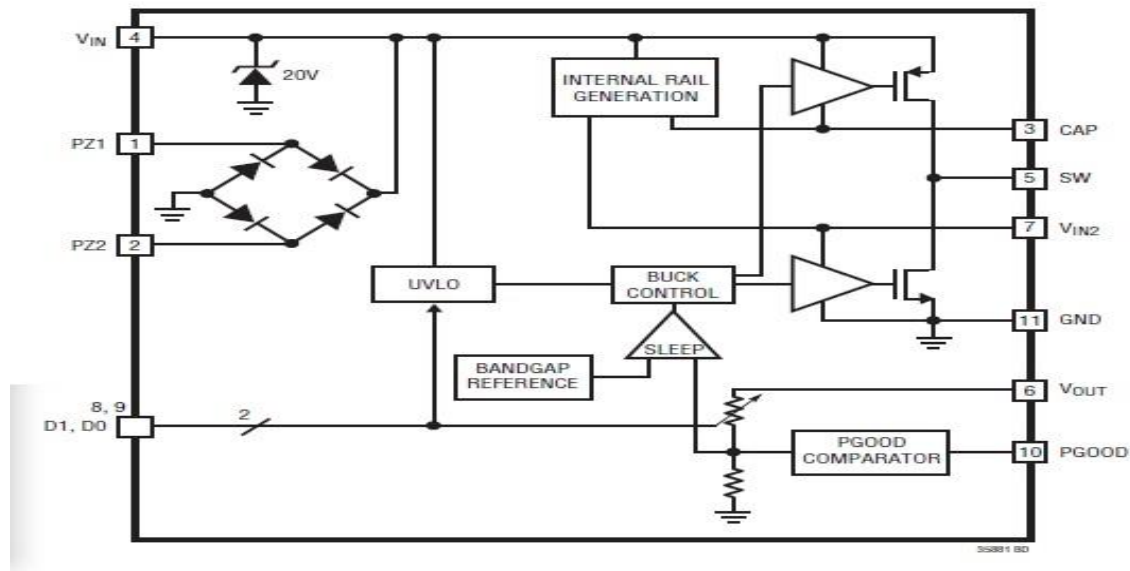 VIN 4
20V
INTERNAL RAIL
GENERATION
PZ1 1
3 CAP
5 SW
7 VIN2
PZ2 2
UVLO
BUCK
CONTROL
11 GND
SLEEP
BANDGAP
REFERENCE
6 VOUT
8, 9
D1, D0
2
PGOOD
COMPARATOR
10 PGOOD
35881 BD